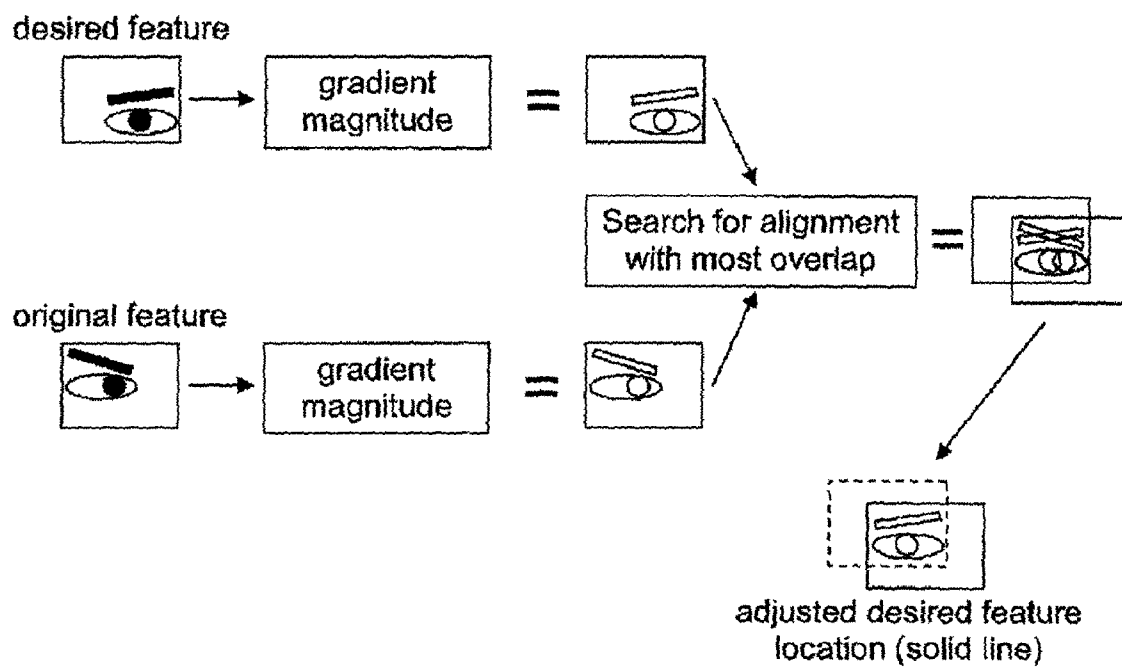 desired feature
gradient
magnitude
=
Search for alignment
with most overlap
=
original feature
gradient
magnitude
=
adjusted desired feature
location (solid line)